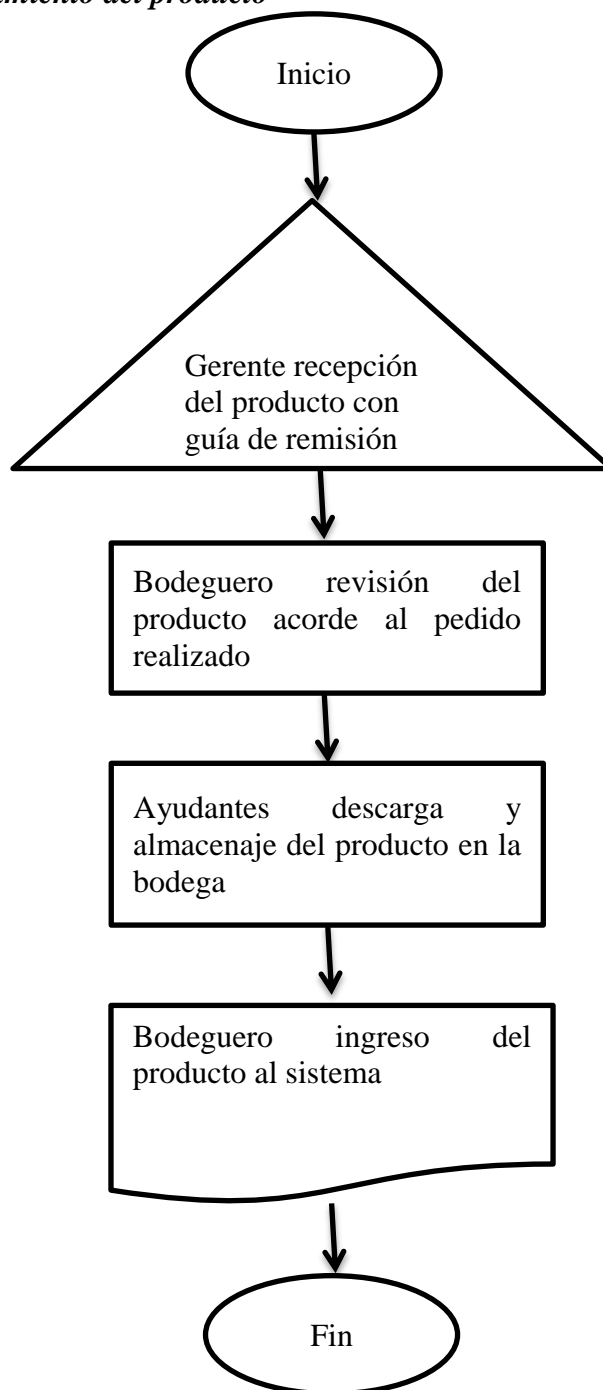 del producto
Inicio
Gerente recepción
del producto con
guía de remisión
Bodeguero revisión del
producto acorde al pedido
realizado
Ayudantes descarga y
almacenaje del producto en la
bodega
Bodeguero ingreso del
producto al sistema
Fin